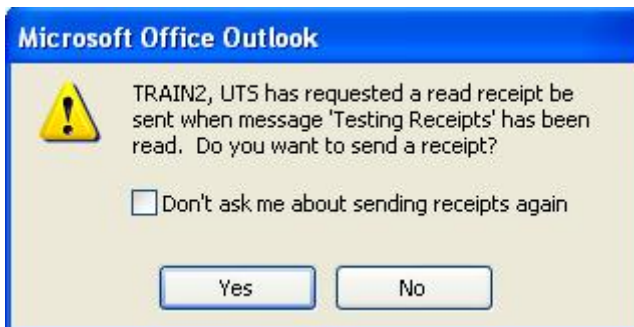 Microsoft Office Outlook
TRAIN2, UTS has requested a read receipt be
sent when message 'Testing Receipts' has been
read. Do you want to send a receipt?
Don't ask me about sending receipts again
Yes No